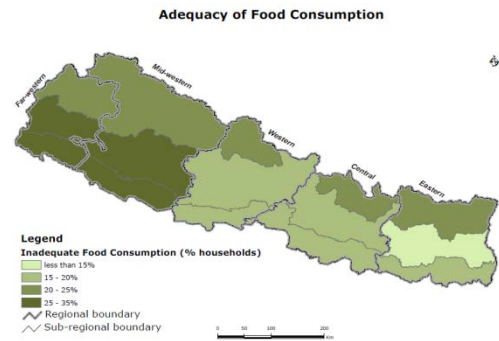 Adequacy of Food Consumption
Far-western
Mid-western
Western
Central
Eastern
Legend
Inadequate Food Consumption (% households)
less than 15%
15 - 20%
20 - 25%
25 - 35%
Regional boundary
Sub-regional boundary
0 50 100 200
Km